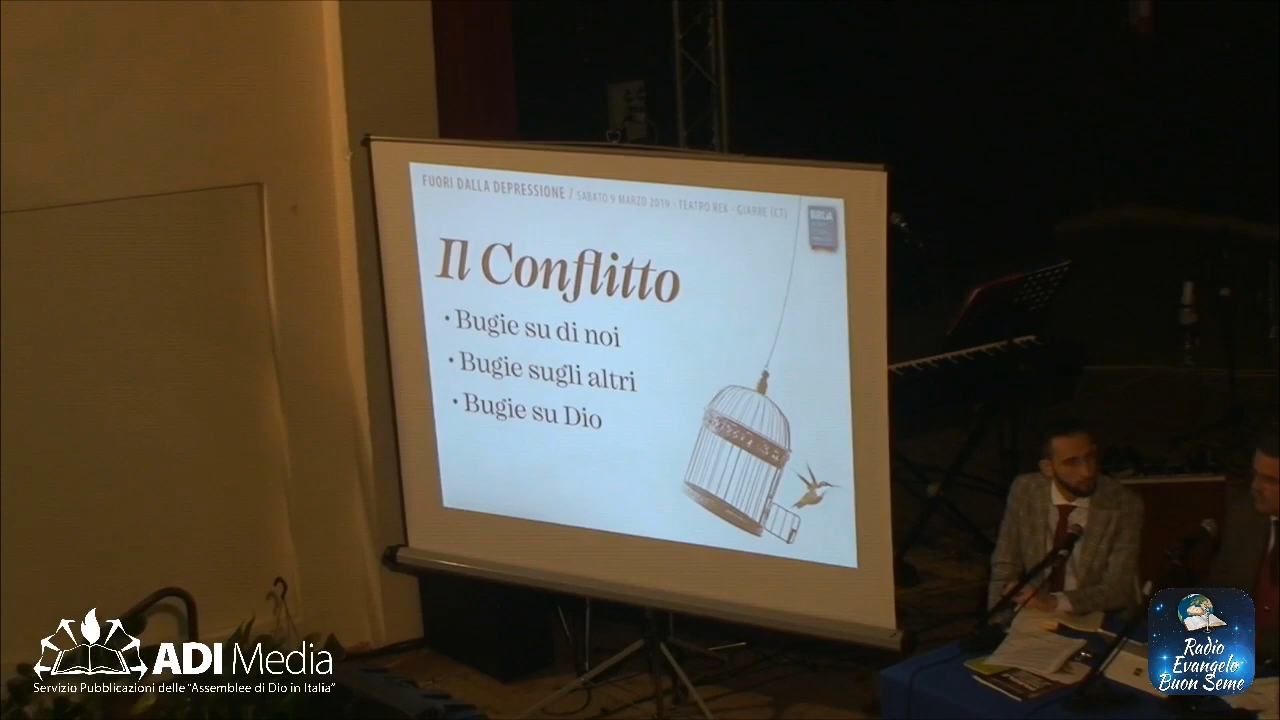 FUORI DALLA DEPRESSIONE / SABATO 9 MARZO 2019 - TEATRO REX - GIARRE (CT)
BIBLIA
Il Conflitto
• Bugie su di noi
• Bugie sugli altri
• Bugie su Dio
ADI Media
Servizio Pubblicazioni delle "Assemblee di Dio in Italia"
Radio
Evangelo
Buon Seme